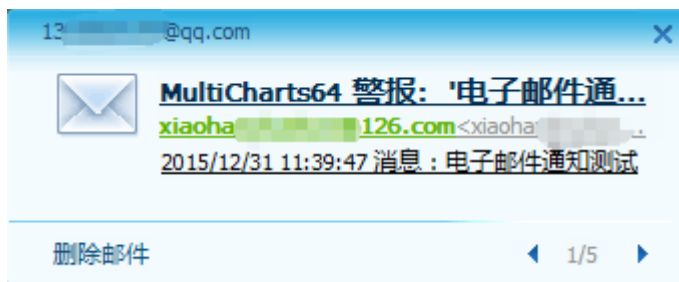 13 @qq.com
MultiCharts64 警报: '电子邮件通...
xiaoha 126.com<xiaoha ...
2015/12/31 11:39:47 消息：电子邮件通知测试
删除邮件
1/5